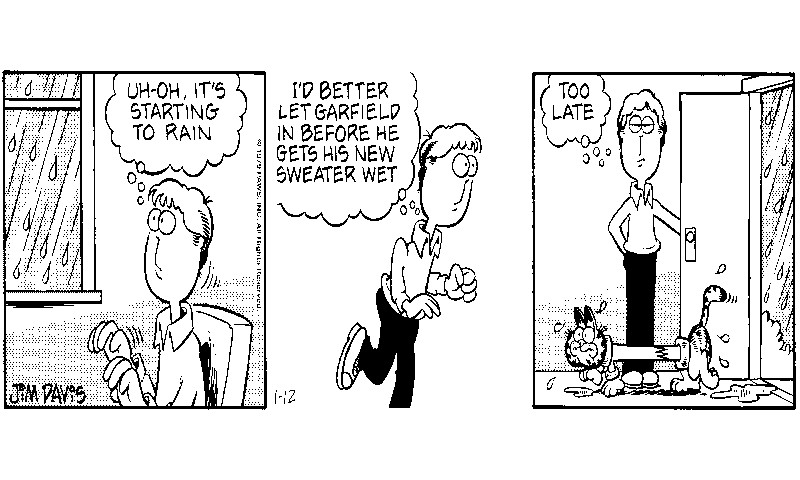 UH-OH, IT'S
STARTING
TO RAIN
JIM DAVIS
I'D BETTER
LET GARFIELD
IN BEFORE HE
GETS HIS NEW
SWEATER WET
1-12
TOO
LATE